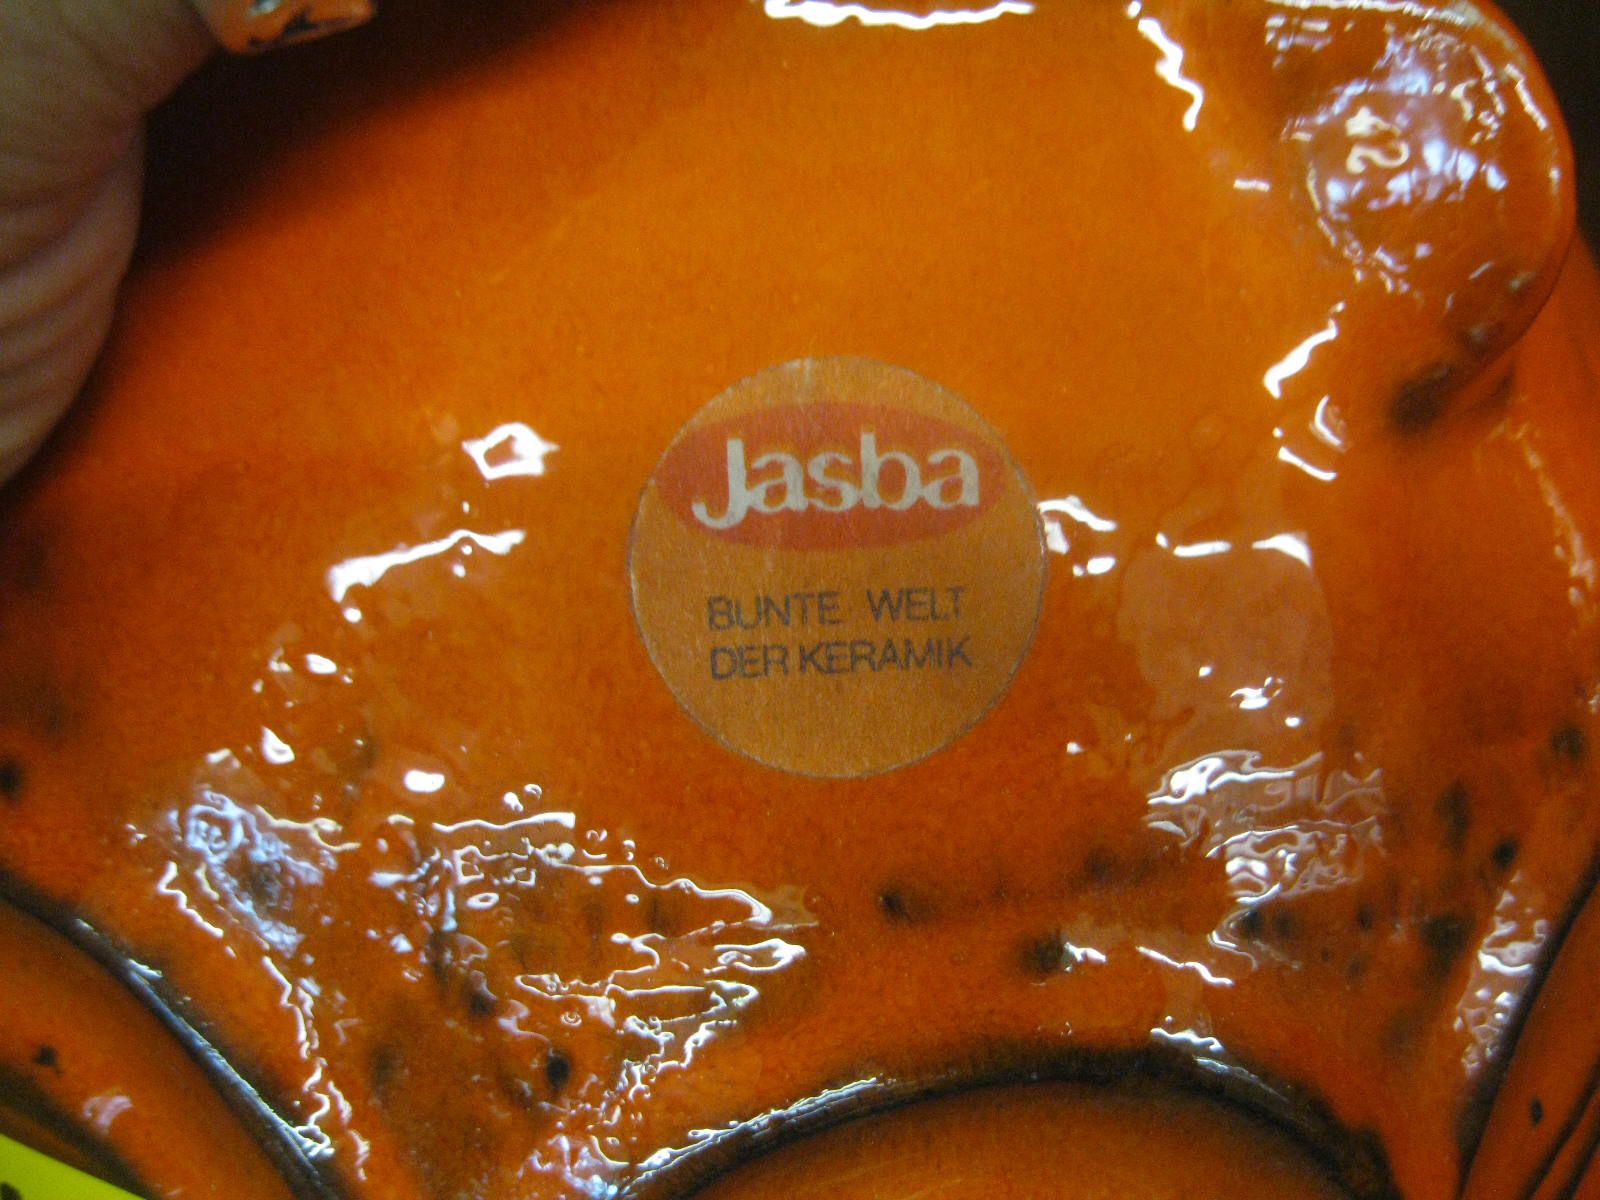 Jasba
BUNTE WELT
DER KERAMIK